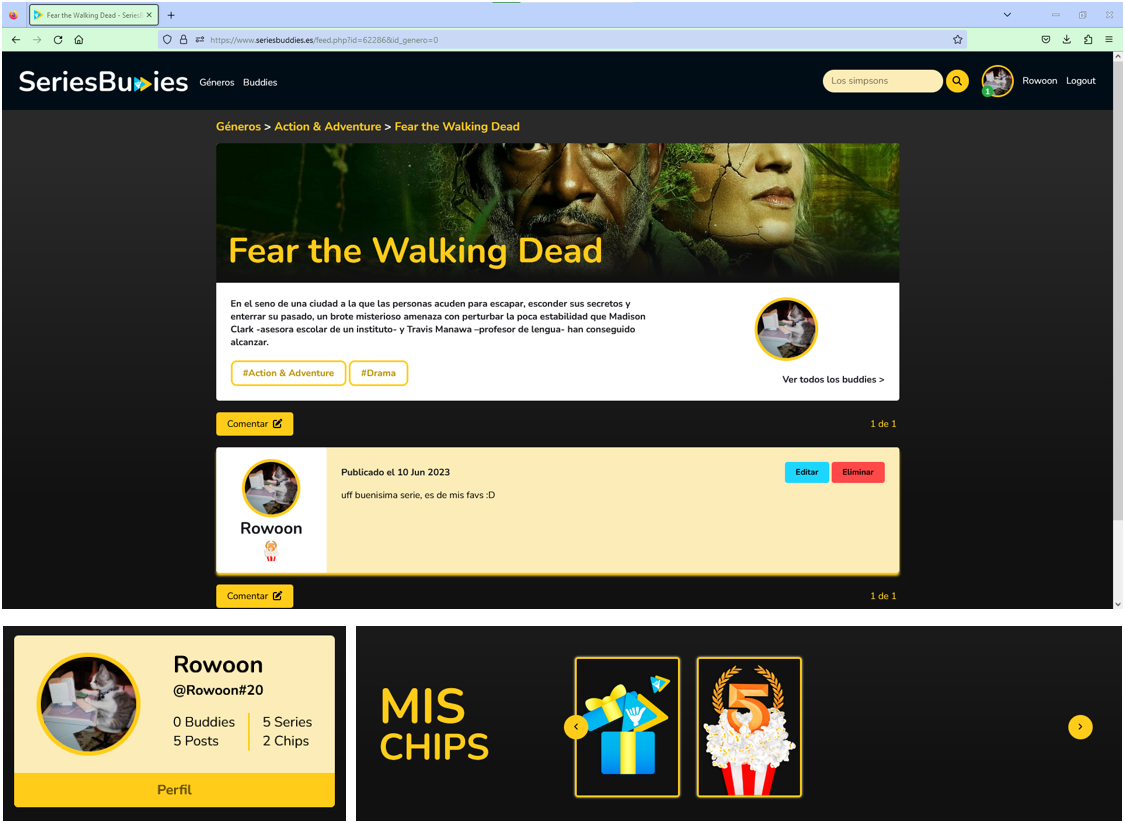 Fear the Walking Dead - SeriesB
https://www.seriesbuddies.es/feed.php?id=62286&id_genero=0
SeriesBuddies
Géneros
Buddies
Los simpsons
1
Rowoon
Logout
Géneros > Action & Adventure > Fear the Walking Dead
Fear the Walking Dead
En el seno de una ciudad a la que las personas acuden para escapar, esconder sus secretos y
enterrar su pasado, un brote misterioso amenaza con perturbar la poca estabilidad que Madison
Clark -asesora escolar de un instituto- y Travis Manawa –profesor de lengua- han conseguido
alcanzar.
#Action & Adventure
#Drama
Ver todos los buddies >
Comentar
1 de 1
Rowoon
Publicado el 10 Jun 2023
Editar
Eliminar
uff buenisima serie, es de mis favs :D
Comentar
1 de 1
Rowoon
@Rowoon#20
0 Buddies
5 Series
5 Posts
2 Chips
Perfil
MIS
CHIPS
5